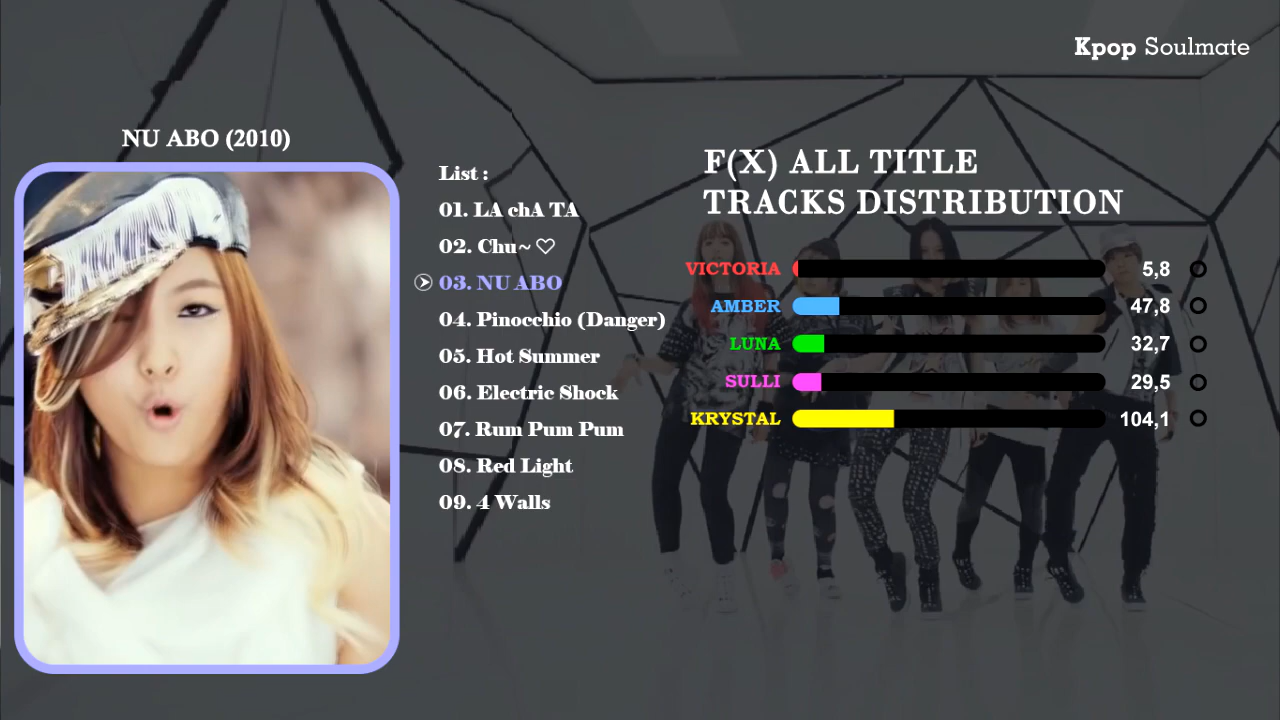 Kpop Soulmate
NU ABO (2010)
List :
01. LA chA TA
02. Chu~ ♡
03. NU ABO
04. Pinocchio (Danger)
05. Hot Summer
06. Electric Shock
07. Rum Pum Pum
08. Red Light
09. 4 Walls
F(X) ALL TITLE
TRACKS DISTRIBUTION
VICTORIA 5,8
AMBER 47,8
LUNA 32,7
SULLI 29,5
KRYSTAL 104,1